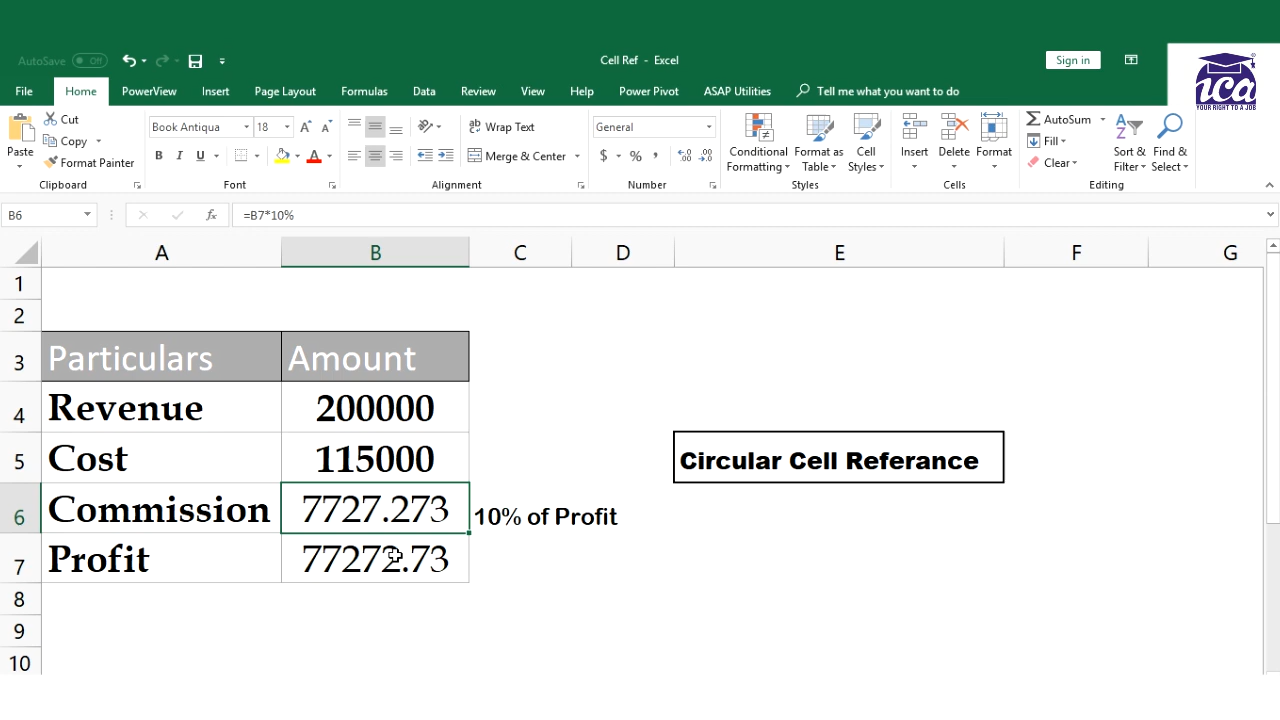 AutoSave Off Cell Ref - Excel Sign in
ica
YOUR RIGHT TO A JOB
File Home PowerView Insert Page Layout Formulas Data Review View Help Power Pivot ASAP Utilities Tell me what you want to do
Paste Cut Copy Format Painter
Clipboard
Book Antiqua 18 A A
B I U A
Font
ab Wrap Text
Merge & Center
Alignment
General
$ % , .00 .0
Number
Conditional Formatting Format as Table Cell Styles
Styles
Insert Delete Format
Cells
AutoSum Fill Clear Sort & Filter Find & Select
Editing
B6 fx =B7*10%
A B C D E F G
1
2
3 Particulars Amount
4 Revenue 200000
5 Cost 115000 Circular Cell Referance
6 Commission 7727.273 10% of Profit
7 Profit 77272.73
8
9
10